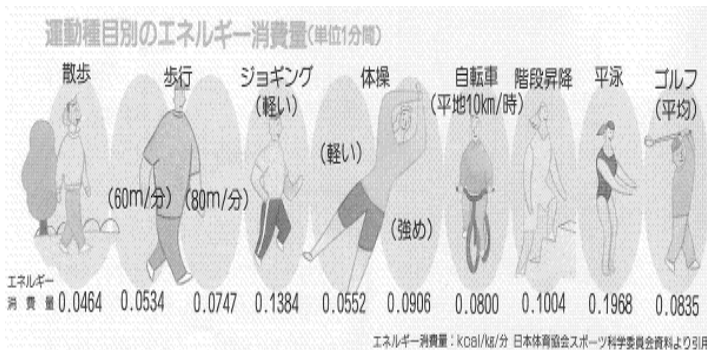 運動種目別のエネルギー消費量(単位1分間)
散歩 歩行 ジョギング 体操 自転車 階段昇降 平泳 ゴルフ
(軽い) (平地10km/時) (平均)
(軽い)
(60m/分) (80m/分)
(強め)
エネルギー
消費量 0.0464 0.0534 0.0747 0.1384 0.0552 0.0906 0.0800 0.1004 0.1968 0.0835
エネルギー消費量:kcal/kg/分 日本体育協会スポーツ科学委員会資料より引用